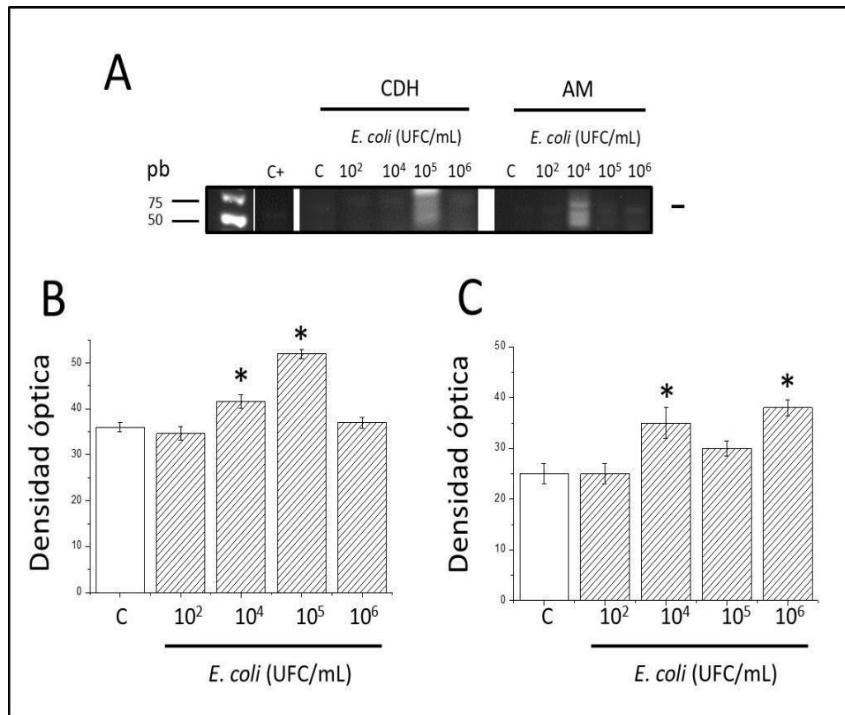 A
CDH AM
E. coli (UFC/mL) E. coli (UFC/mL)
pb C+ C 10² 10⁴ 10⁵ 10⁶ C 10² 10⁴ 10⁵ 10⁶
75
50
B
Densidad óptica
50
40
30
20
10
0
* *
C 10² 10⁴ 10⁵ 10⁶
E. coli (UFC/mL)
C
Densidad óptica
50
40
30
20
10
0
* *
C 10² 10⁴ 10⁵ 10⁶
E. coli (UFC/mL)